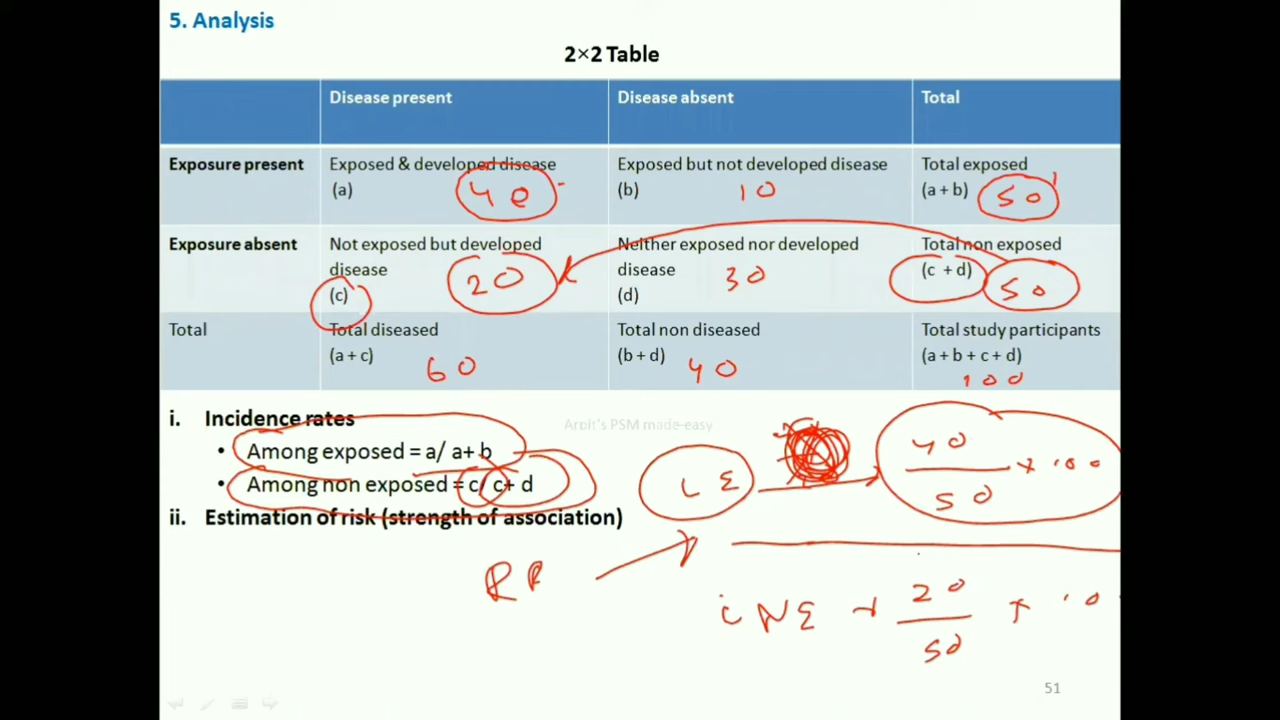 5. Analysis
2×2 Table
Disease present
Disease absent
Total
Exposure present
Exposed & developed disease
(a)
40
Exposed but not developed disease
(b)
10
Total exposed
(a + b)
50
Exposure absent
Not exposed but developed
disease
(c)
20
Neither exposed nor developed
disease
(d)
30
Total non exposed
(c + d)
50
Total
Total diseased
(a + c)
60
Total non diseased
(b + d)
40
Total study participants
(a + b + c + d)
100
i. Incidence rates
Arpit's PSM made-easy
• Among exposed = a/ a+ b
• Among non exposed = c/ c+ d
ii. Estimation of risk (strength of association)
iE
40
50
× 100
RR
iNE
20
50
× 100
51